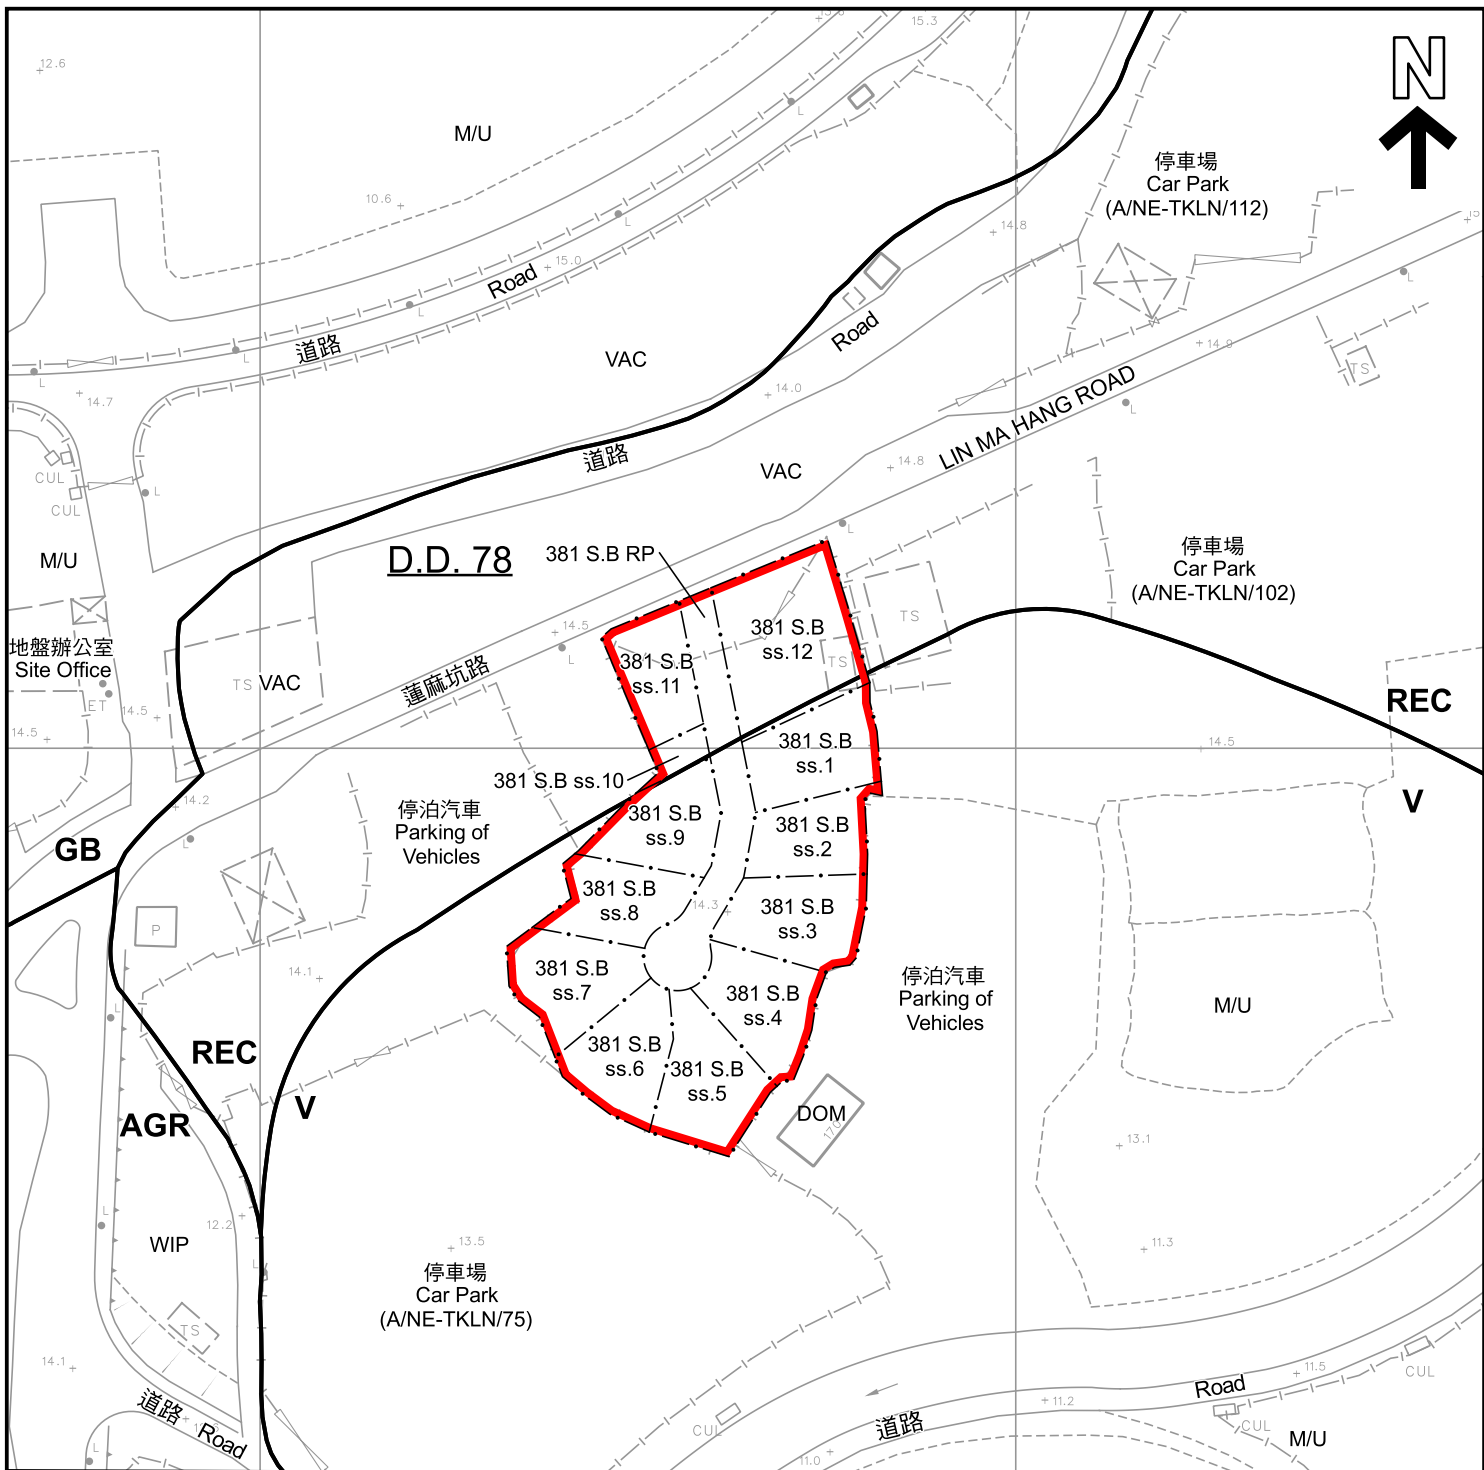 12.6
15.3
M/U
N
停車場
Car Park
(A/NE-TKLN/112)
10.6
L
L
14.8
15.0
Road
道路
L
L
L
L
14.7
VAC
Road
14.0
14.9
TS
LIN MA HANG ROAD
L
道路
VAC
14.8
CUL
CUL
L
M/U
D.D. 78
381 S.B RP
L
停車場
Car Park
(A/NE-TKLN/102)
地盤辦公室
Site Office
TS
VAC
ET
14.5
14.5
蓮麻坑路
14.5
L
381 S.B
ss.11
381 S.B
ss.12
TS
TS
REC
14.5
V
381 S.B
ss.1
381 S.B ss.10
14.2
L
停泊汽車
Parking of
Vehicles
381 S.B
ss.9
381 S.B
ss.2
GB
381 S.B
ss.8
14.3
381 S.B
ss.3
P
14.1
381 S.B
ss.7
381 S.B
ss.4
停泊汽車
Parking of
Vehicles
M/U
L
REC
381 S.B
ss.6
381 S.B
ss.5
V
AGR
DOM
13.1
12.2
L
WIP
13.5
L
停車場
Car Park
(A/NE-TKLN/75)
11.3
TS
14.1
道路
Road
L
CUL
11.0
道路
11.2
Road
11.5
CUL
CUL
M/U